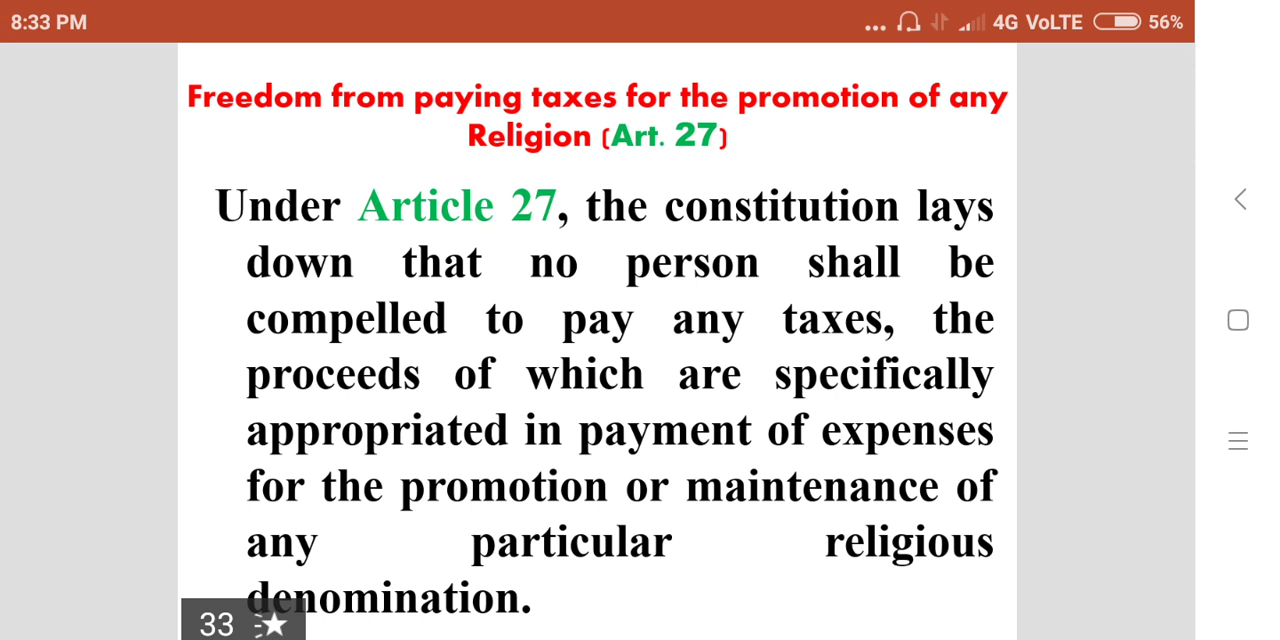 8:33 PM
... 4G VoLTE 56%
Freedom from paying taxes for the promotion of any
Religion (Art. 27)
Under Article 27, the constitution lays
down that no person shall be
compelled to pay any taxes, the
proceeds of which are specifically
appropriated in payment of expenses
for the promotion or maintenance of
any particular religious
denomination.
33